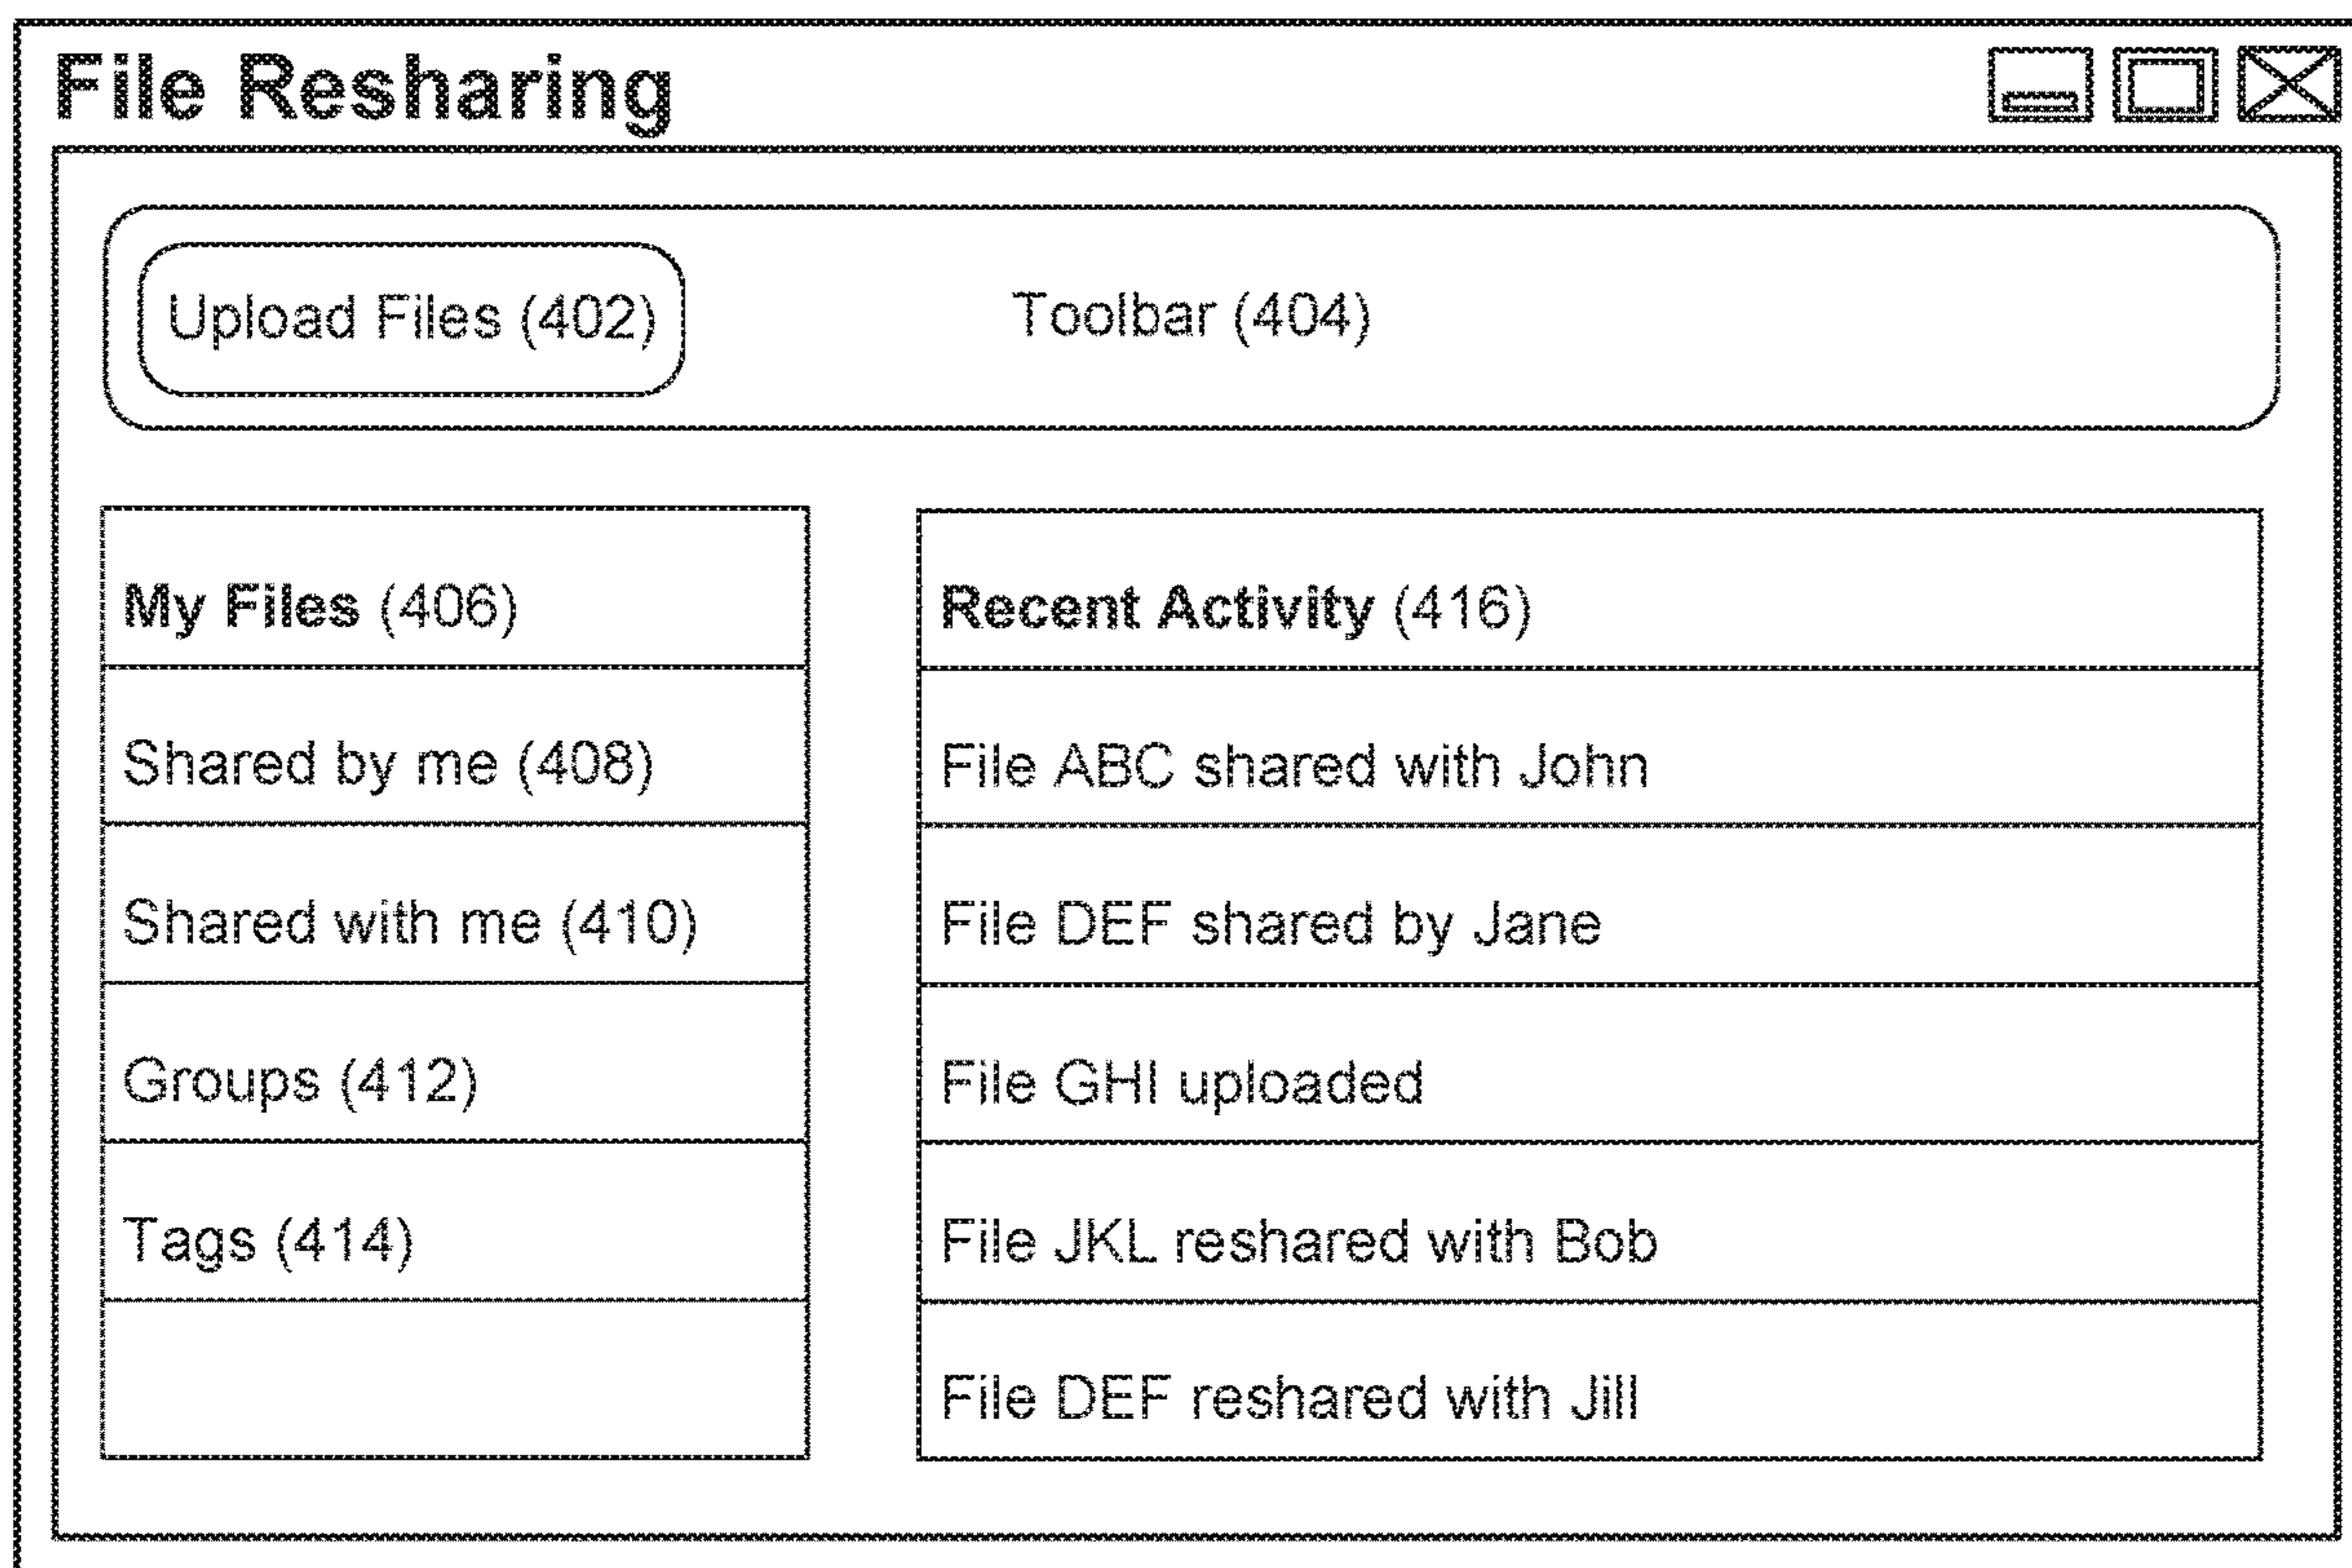 File Resharing
Upload Files (402)
Toolbar (404)
My Files (406)
Shared by me (408)
Shared with me (410)
Groups (412)
Tags (414)
Recent Activity (416)
File ABC shared with John
File DEF shared by Jane
File GHI uploaded
File JKL reshared with Bob
File DEF reshared with Jill